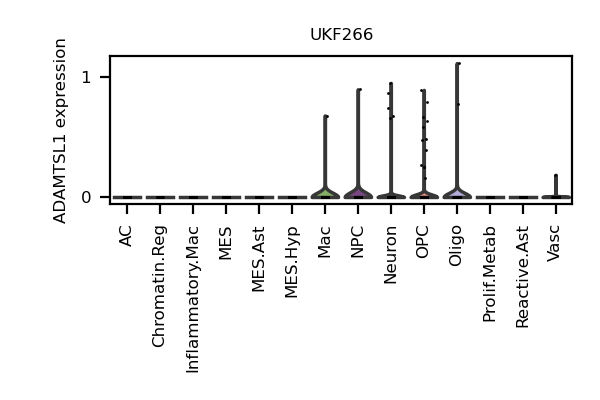 UKF266
ADAMTSL1 expression
1
0
AC
Chromatin.Reg
Inflammatory.Mac
MES
MES.Ast
MES.Hyp
Mac
NPC
Neuron
OPC
Oligo
Prolif.Metab
Reactive.Ast
Vasc